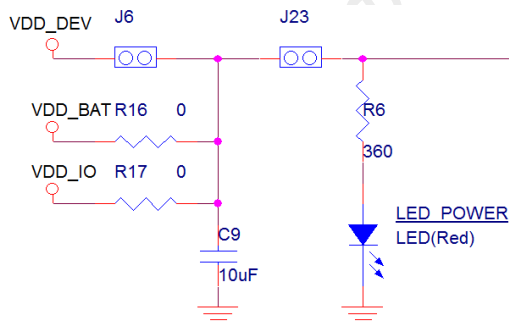 J6 J23
VDD_DEV
VDD_BAT R16 0
R6
360
VDD_IO R17 0
LED_POWER
C9
LED(Red)
10uF